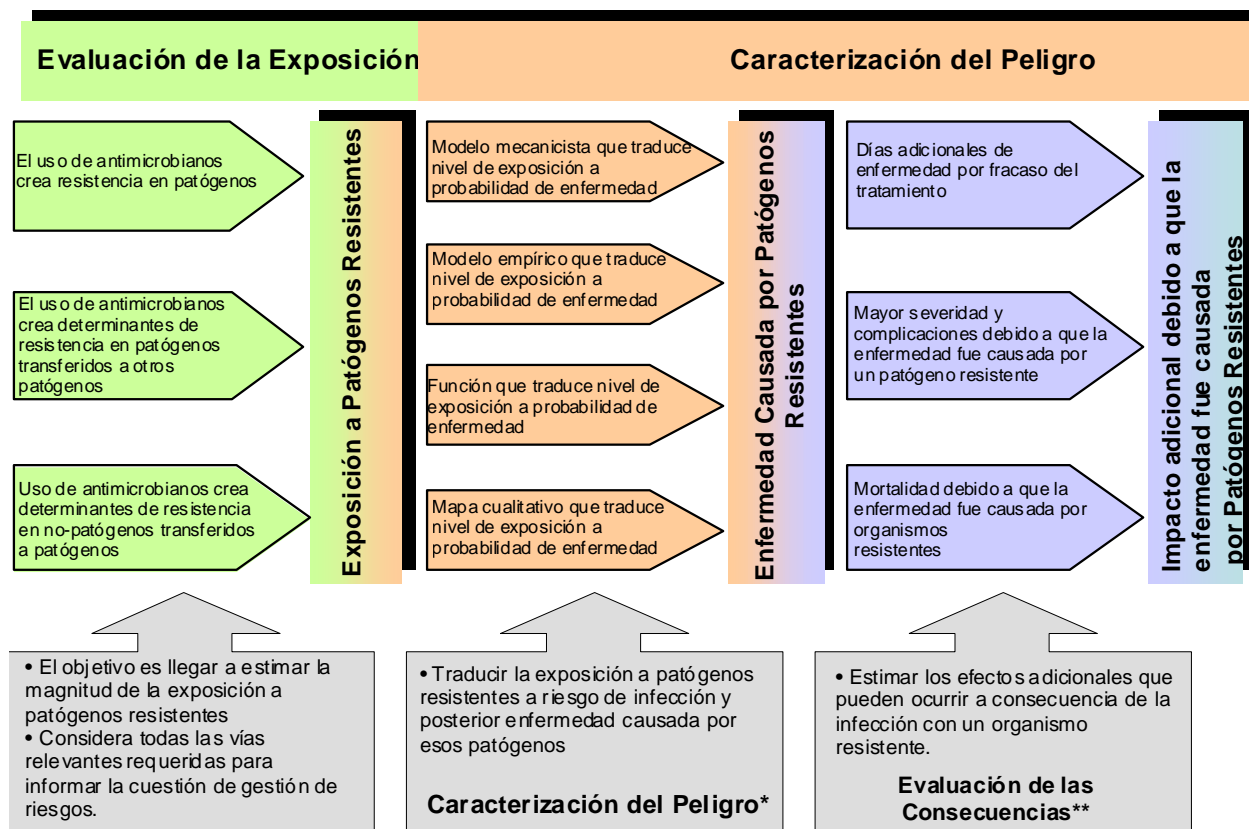 Evaluación de la Exposición
Caracterización del Peligro
El uso de antimicrobianos
crea resistencia en patógenos
El uso de antimicrobianos
crea determinantes de
resistencia en patógenos
transferidos a otros
patógenos
Uso de antimicrobianos crea
determinantes de resistencia
en no-patógenos transferidos
a patógenos
Exposición a Patógenos Resistentes
Modelo mecanicista que traduce
nivel de exposición a
probabilidad de enfermedad
Modelo empírico que traduce
nivel de exposición a
probabilidad de enfermedad
Función que traduce nivel de
exposición a probabilidad de
enfermedad
Mapa cualitativo que traduce
nivel de exposición a
probabilidad de enfermedad
Enfermedad Causada por Patógenos
Resistentes
Días adicionales de
enfermedad por fracaso del
tratamiento
Mayor severidad y
complicaciones debido a que la
enfermedad fue causada por
un patógeno resistente
Mortalidad debido a que la
enfermedad fue causada por
organismos
resistentes
Impacto adicional debido a que la
enfermedad fue causada
por Patógenos Resistentes
• El objetivo es llegar a estimar la
magnitud de la exposición a
patógenos resistentes
• Considera todas las vías
relevantes requeridas para
informar la cuestión de gestión de
riesgos.
• Traducir la exposición a patógenos
resistentes a riesgo de infección y
posterior enfermedad causada por
esos patógenos
Caracterización del Peligro*
• Estimar los efectos adicionales que
pueden ocurrir a consecuencia de la
infección con un organismo
resistente.
Evaluación de las
Consecuencias**